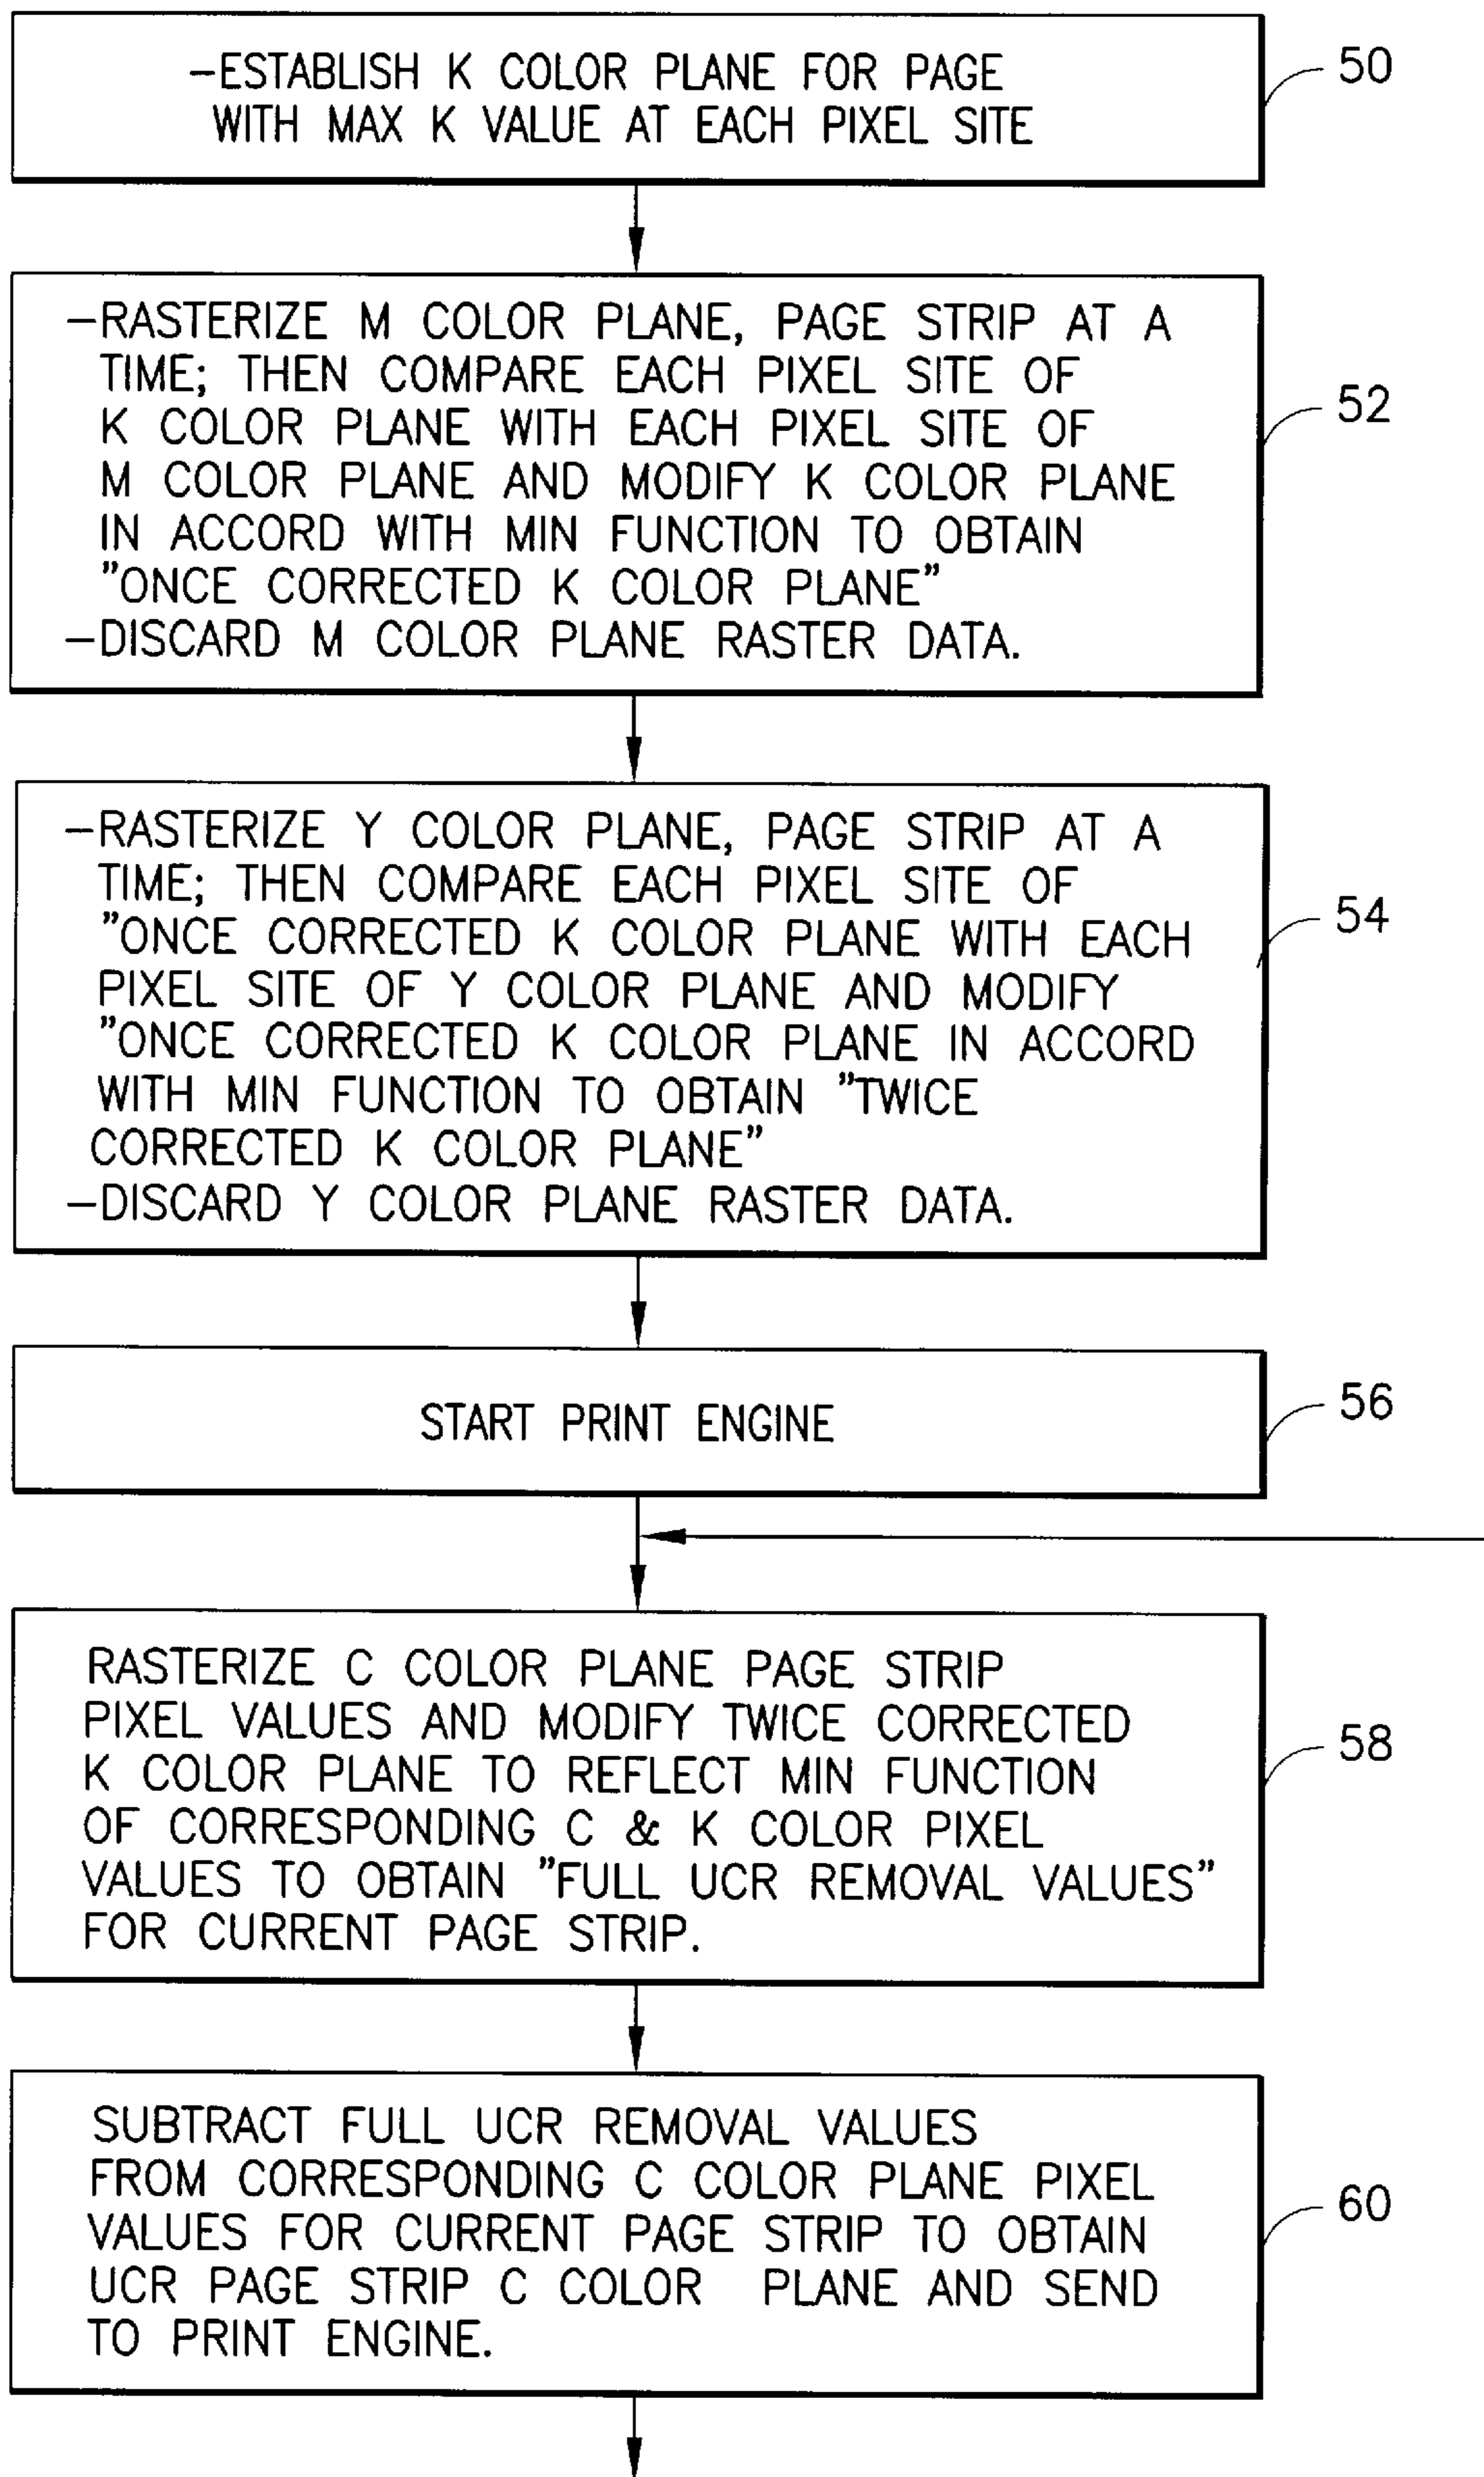 –ESTABLISH K COLOR PLANE FOR PAGE
WITH MAX K VALUE AT EACH PIXEL SITE
50
–RASTERIZE M COLOR PLANE, PAGE STRIP AT A
TIME; THEN COMPARE EACH PIXEL SITE OF
K COLOR PLANE WITH EACH PIXEL SITE OF
M COLOR PLANE AND MODIFY K COLOR PLANE
IN ACCORD WITH MIN FUNCTION TO OBTAIN
"ONCE CORRECTED K COLOR PLANE"
–DISCARD M COLOR PLANE RASTER DATA.
52
–RASTERIZE Y COLOR PLANE, PAGE STRIP AT A
TIME; THEN COMPARE EACH PIXEL SITE OF
"ONCE CORRECTED K COLOR PLANE WITH EACH
PIXEL SITE OF Y COLOR PLANE AND MODIFY
"ONCE CORRECTED K COLOR PLANE IN ACCORD
WITH MIN FUNCTION TO OBTAIN "TWICE
CORRECTED K COLOR PLANE"
–DISCARD Y COLOR PLANE RASTER DATA.
54
START PRINT ENGINE
56
RASTERIZE C COLOR PLANE PAGE STRIP
PIXEL VALUES AND MODIFY TWICE CORRECTED
K COLOR PLANE TO REFLECT MIN FUNCTION
OF CORRESPONDING C & K COLOR PIXEL
VALUES TO OBTAIN "FULL UCR REMOVAL VALUES"
FOR CURRENT PAGE STRIP.
58
SUBTRACT FULL UCR REMOVAL VALUES
FROM CORRESPONDING C COLOR PLANE PIXEL
VALUES FOR CURRENT PAGE STRIP TO OBTAIN
UCR PAGE STRIP C COLOR PLANE AND SEND
TO PRINT ENGINE.
60